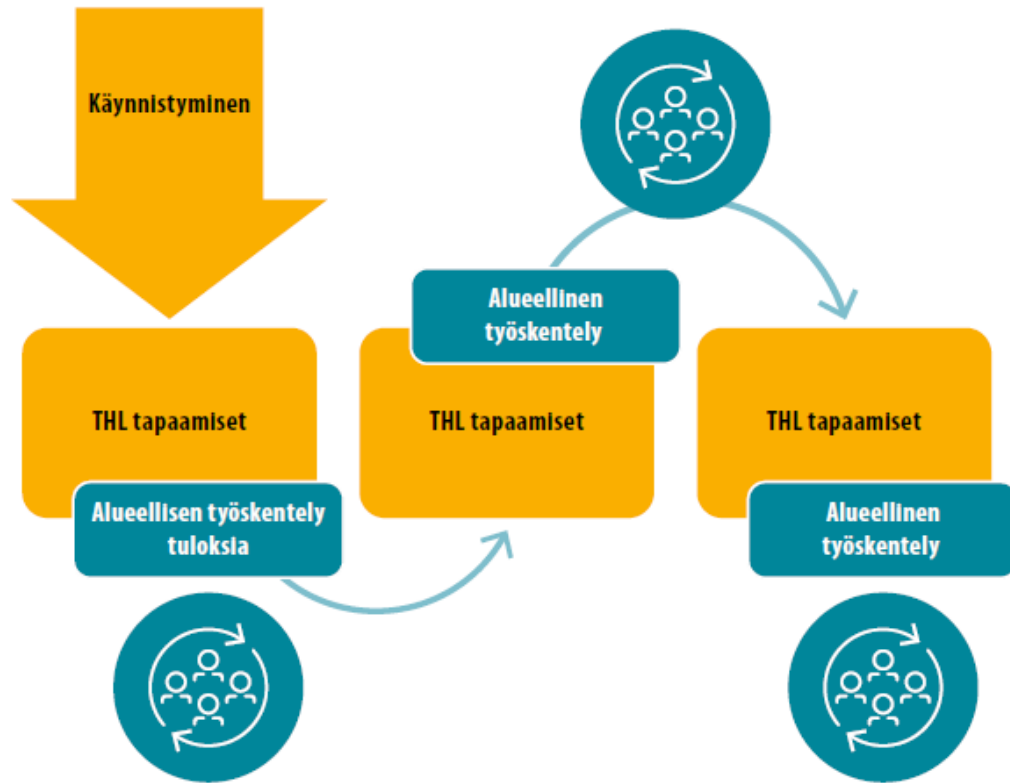 Käynnistyminen
THL tapaamiset
Alueellisen työskentely
tuloksia
Alueellinen
työskentely
THL tapaamiset
THL tapaamiset
Alueellinen
työskentely